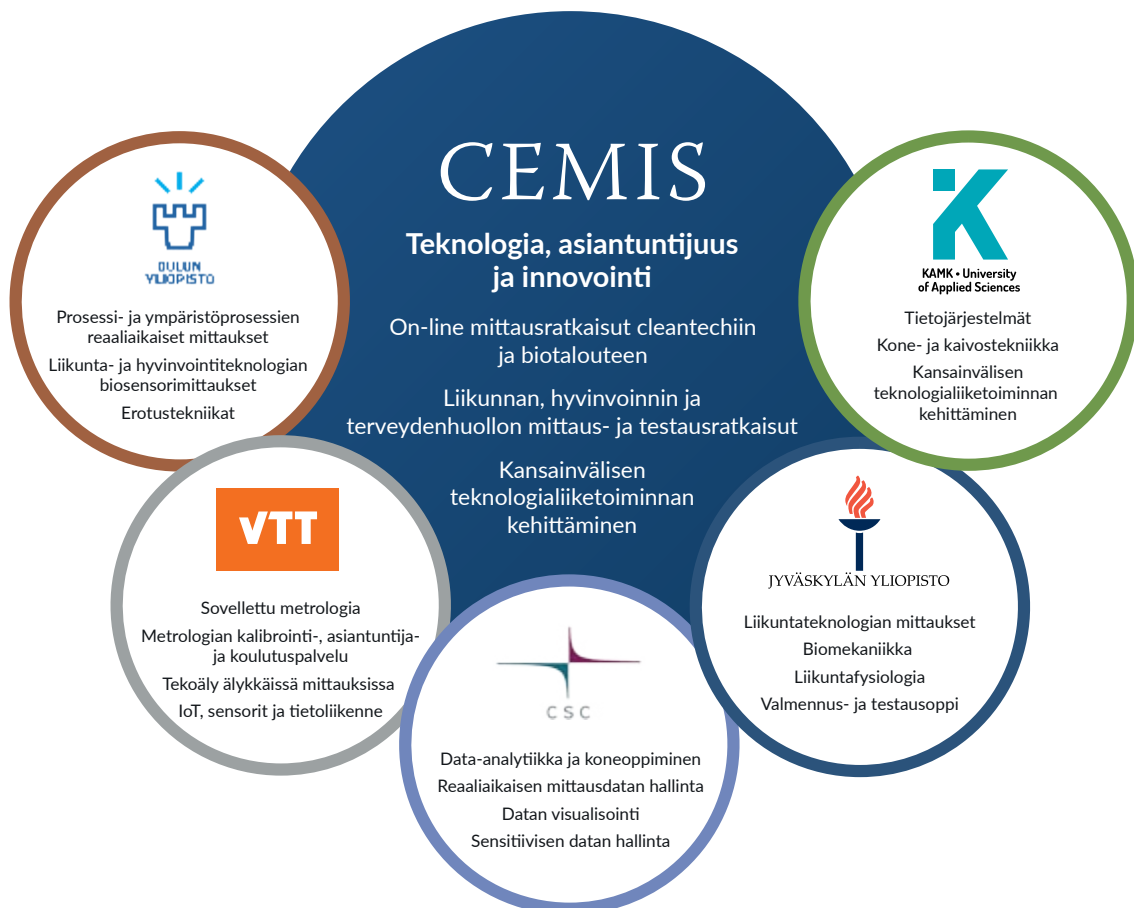 CEMIS
Teknologia, asiantuntijuus
ja innovointi
On-line mittausratkaisut cleantechiin
ja biotalouteen
Liikunnan, hyvinvoinnin ja
terveydenhuollon mittaus- ja testausratkaisut
Kansainvälisen
teknologialiiketoiminnan
kehittäminen
OULUN
YLIOPISTO
Prosessi- ja ympäristöprosessien
reaaliaikaiset mittaukset
Liikunta- ja hyvinvointiteknologian
biosensorimittaukset
Erotustekniikat
VTT
Sovellettu metrologia
Metrologian kalibrointi-, asiantuntija-
ja koulutuspalvelu
Tekoäly älykkäissä mittauksissa
IoT, sensorit ja tietoliikenne
CSC
Data-analytiikka ja koneoppiminen
Reaaliaikaisen mittausdatan hallinta
Datan visualisointi
Sensitiivisen datan hallinta
JYVÄSKYLÄN YLIOPISTO
Liikuntateknologian mittaukset
Biomekaniikka
Liikuntafysiologia
Valmennus- ja testausoppi
K
KAMK • University
of Applied Sciences
Tietojärjestelmät
Kone- ja kaivostekniikka
Kansainvälisen
teknologialiiketoiminnan
kehittäminen